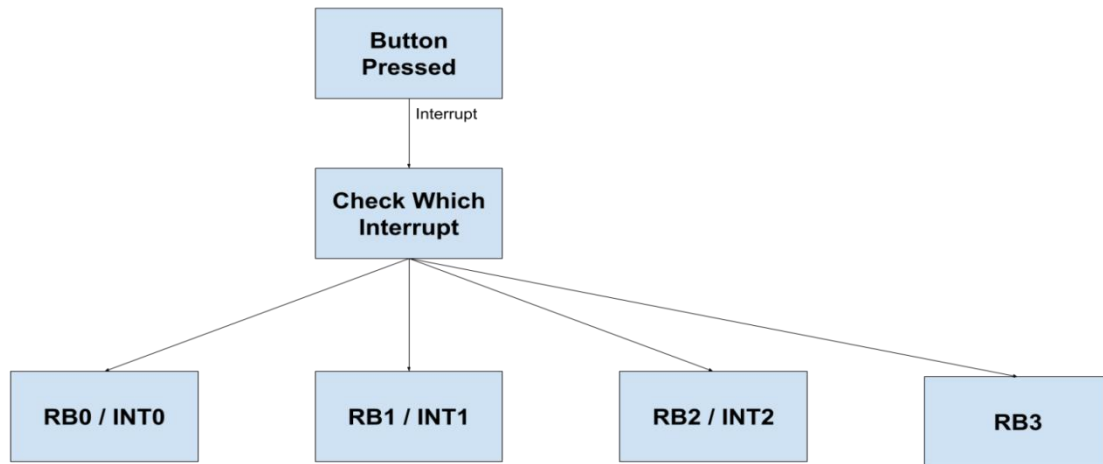 Button
Pressed
Interrupt
Check Which
Interrupt
RB0 / INT0
RB1 / INT1
RB2 / INT2
RB3